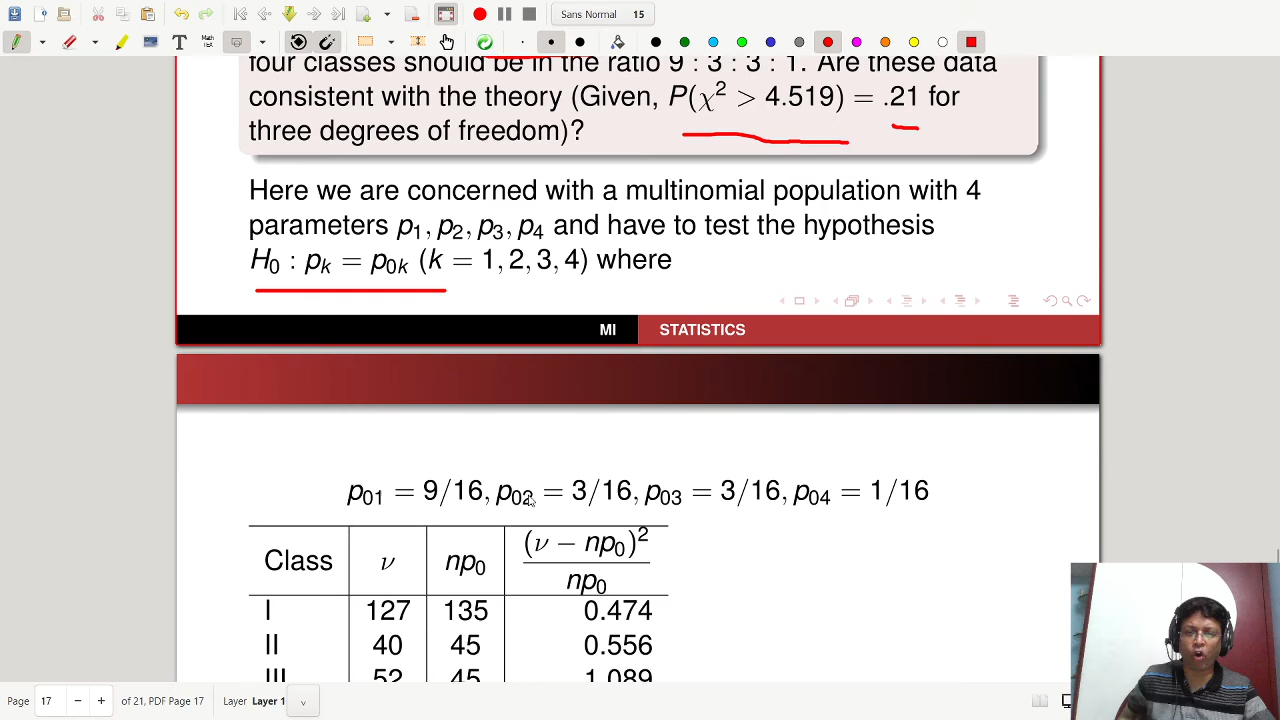 Sans Normal 15
four classes should be in the ratio 9 : 3 : 3 : 1. Are these data
consistent with the theory (Given, P(χ² > 4.519) = .21 for
three degrees of freedom)?
Here we are concerned with a multinomial population with 4
parameters p₁, p₂, p₃, p₄ and have to test the hypothesis
H₀ : pₖ = p₀ₖ (k = 1, 2, 3, 4) where
MI STATISTICS
p₀₁ = 9/16, p₀₂ = 3/16, p₀₃ = 3/16, p₀₄ = 1/16
Class ν np₀ (ν − np₀)² / np₀
I 127 135 0.474
II 40 45 0.556
III 52 45 1.089
Page 17 of 21, PDF Page 17 Layer Layer 1